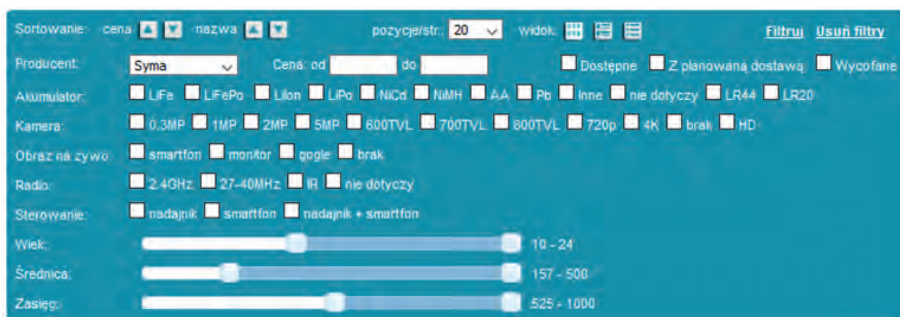 Sortowanie: cena nazwa pozycje/str.: 20 widok: Filtruj Usuń filtry
Producent: Syma Cena: od do Dostępne Z planowaną dostawą Wycofane
Akumulator: LiFe LiFePo LiIon LiPo NiCd NiMH AA Pb Inne nie dotyczy LR44 LR20
Kamera: 0.3MP 1MP 2MP 5MP 600TVL 700TVL 800TVL 720p 4K brak HD
Obraz na żywo: smartfon monitor gogle brak
Radio: 2.4GHz 27-40MHz IR nie dotyczy
Sterowanie: nadajnik smartfon nadajnik + smartfon
Wiek: 10 - 24
Średnica: 157 - 500
Zasięg: 525 - 1000